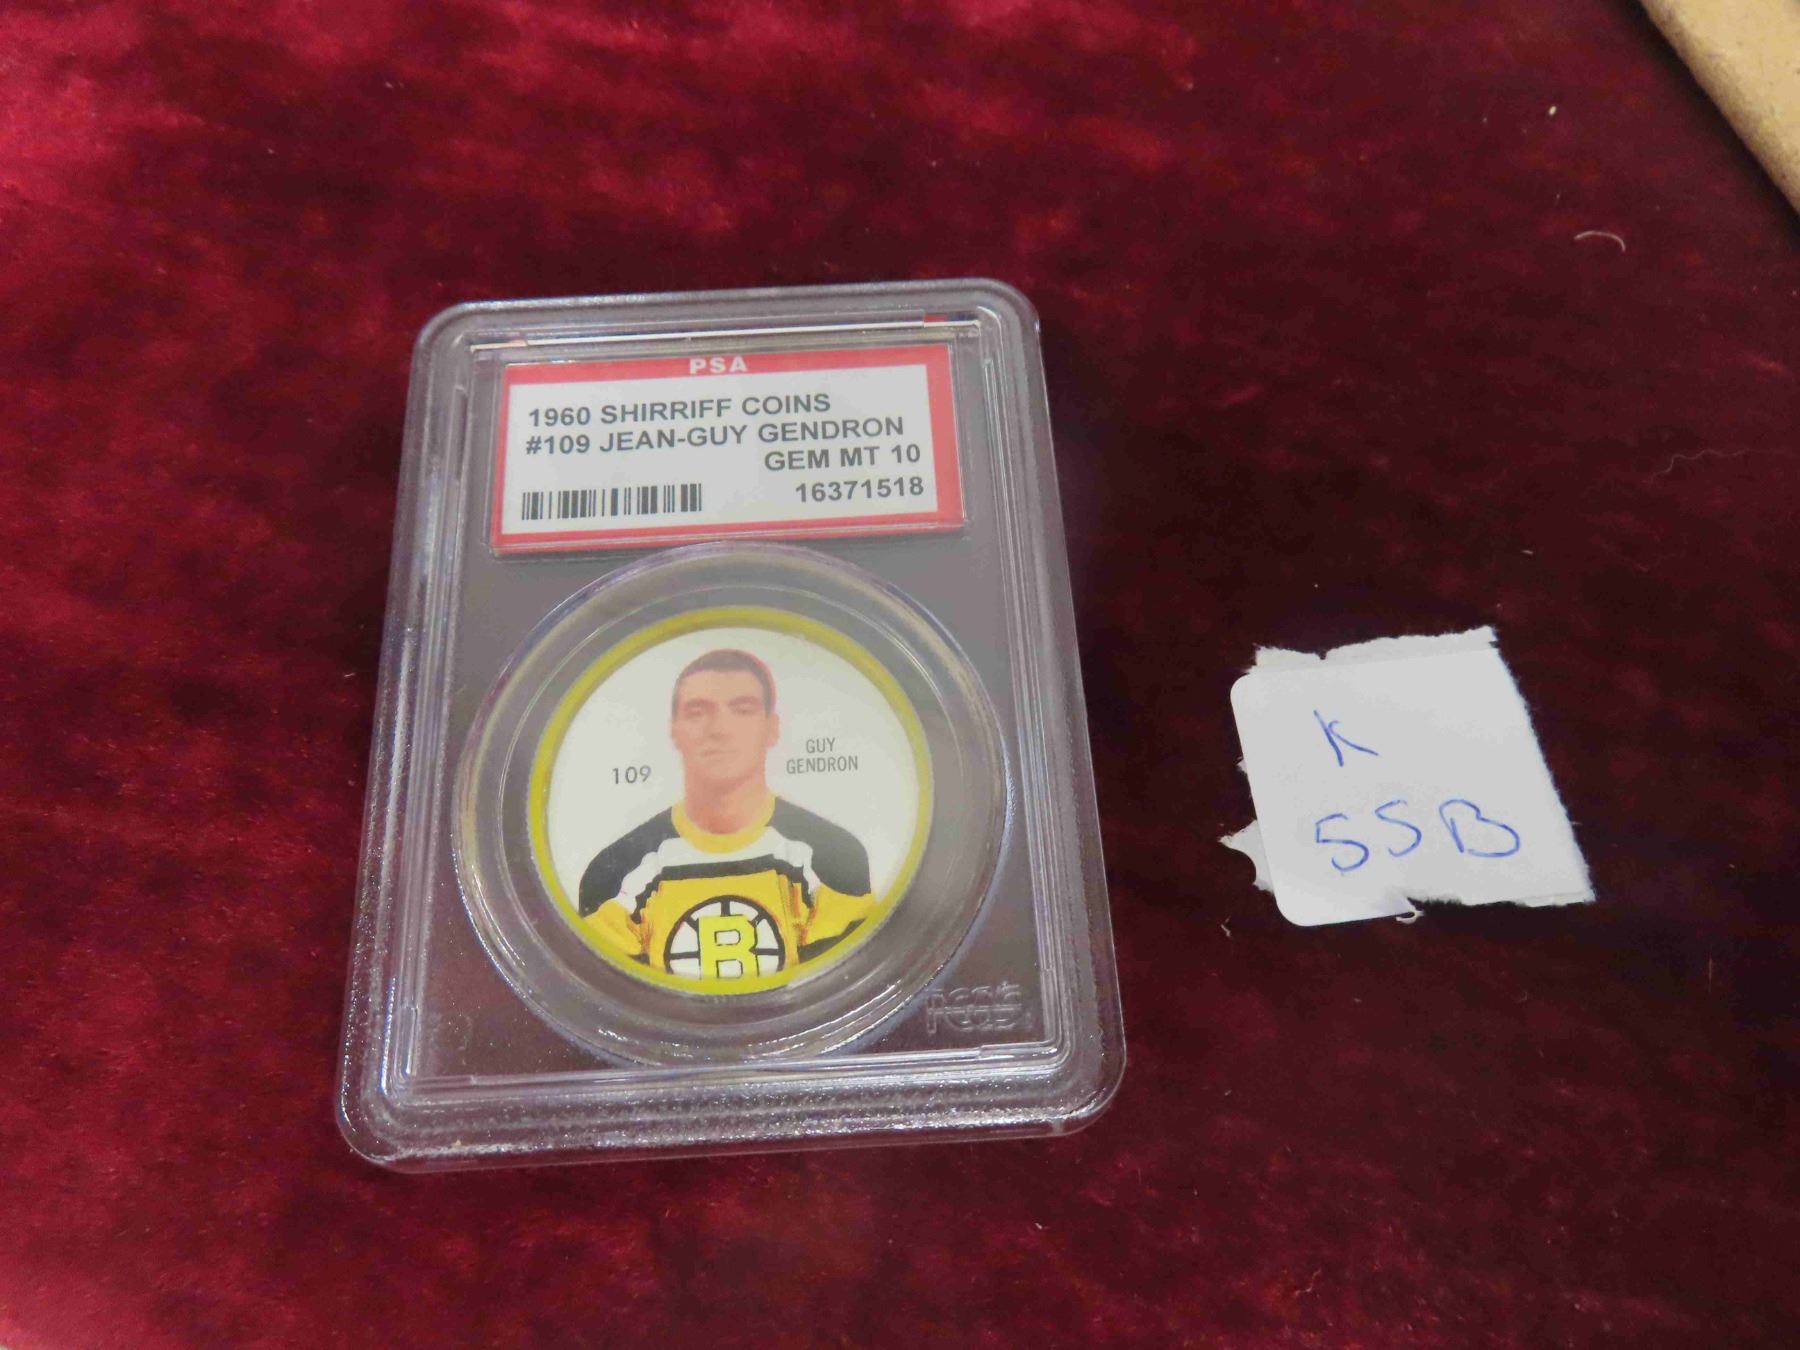 PSA
1960 SHIRRIFF COINS
#109 JEAN-GUY GENDRON
GEM MT 10
16371518
109
GUY
GENDRON
B
K
55B